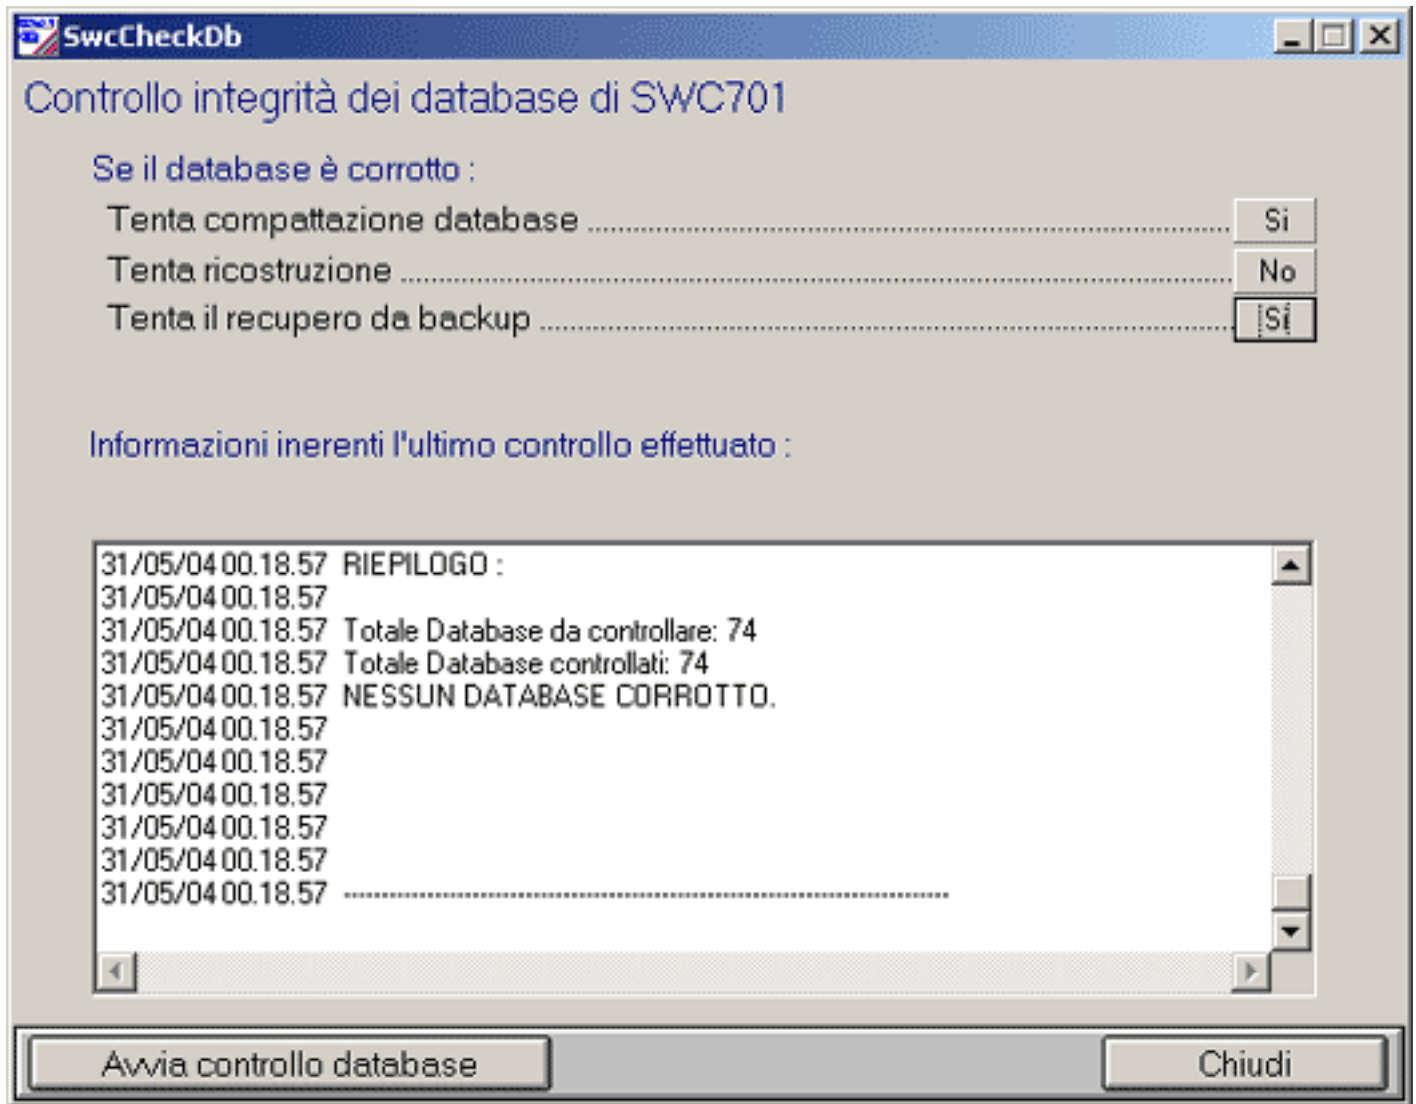 SwcCheckDb
Controllo integrità dei database di SWC701
Se il database è corrotto :
Tenta compattazione database ........................ Si
Tenta ricostruzione ........................ No
Tenta il recupero da backup ........................ Si
Informazioni inerenti l'ultimo controllo effettuato :
31/05/04 00.18.57 RIEPILOGO :
31/05/04 00.18.57
31/05/04 00.18.57 Totale Database da controllare: 74
31/05/04 00.18.57 Totale Database controllati: 74
31/05/04 00.18.57 NESSUN DATABASE CORROTTO.
31/05/04 00.18.57
31/05/04 00.18.57
31/05/04 00.18.57
31/05/04 00.18.57
31/05/04 00.18.57
31/05/04 00.18.57 ------------------------------------------------------------
Avvia controllo database Chiudi